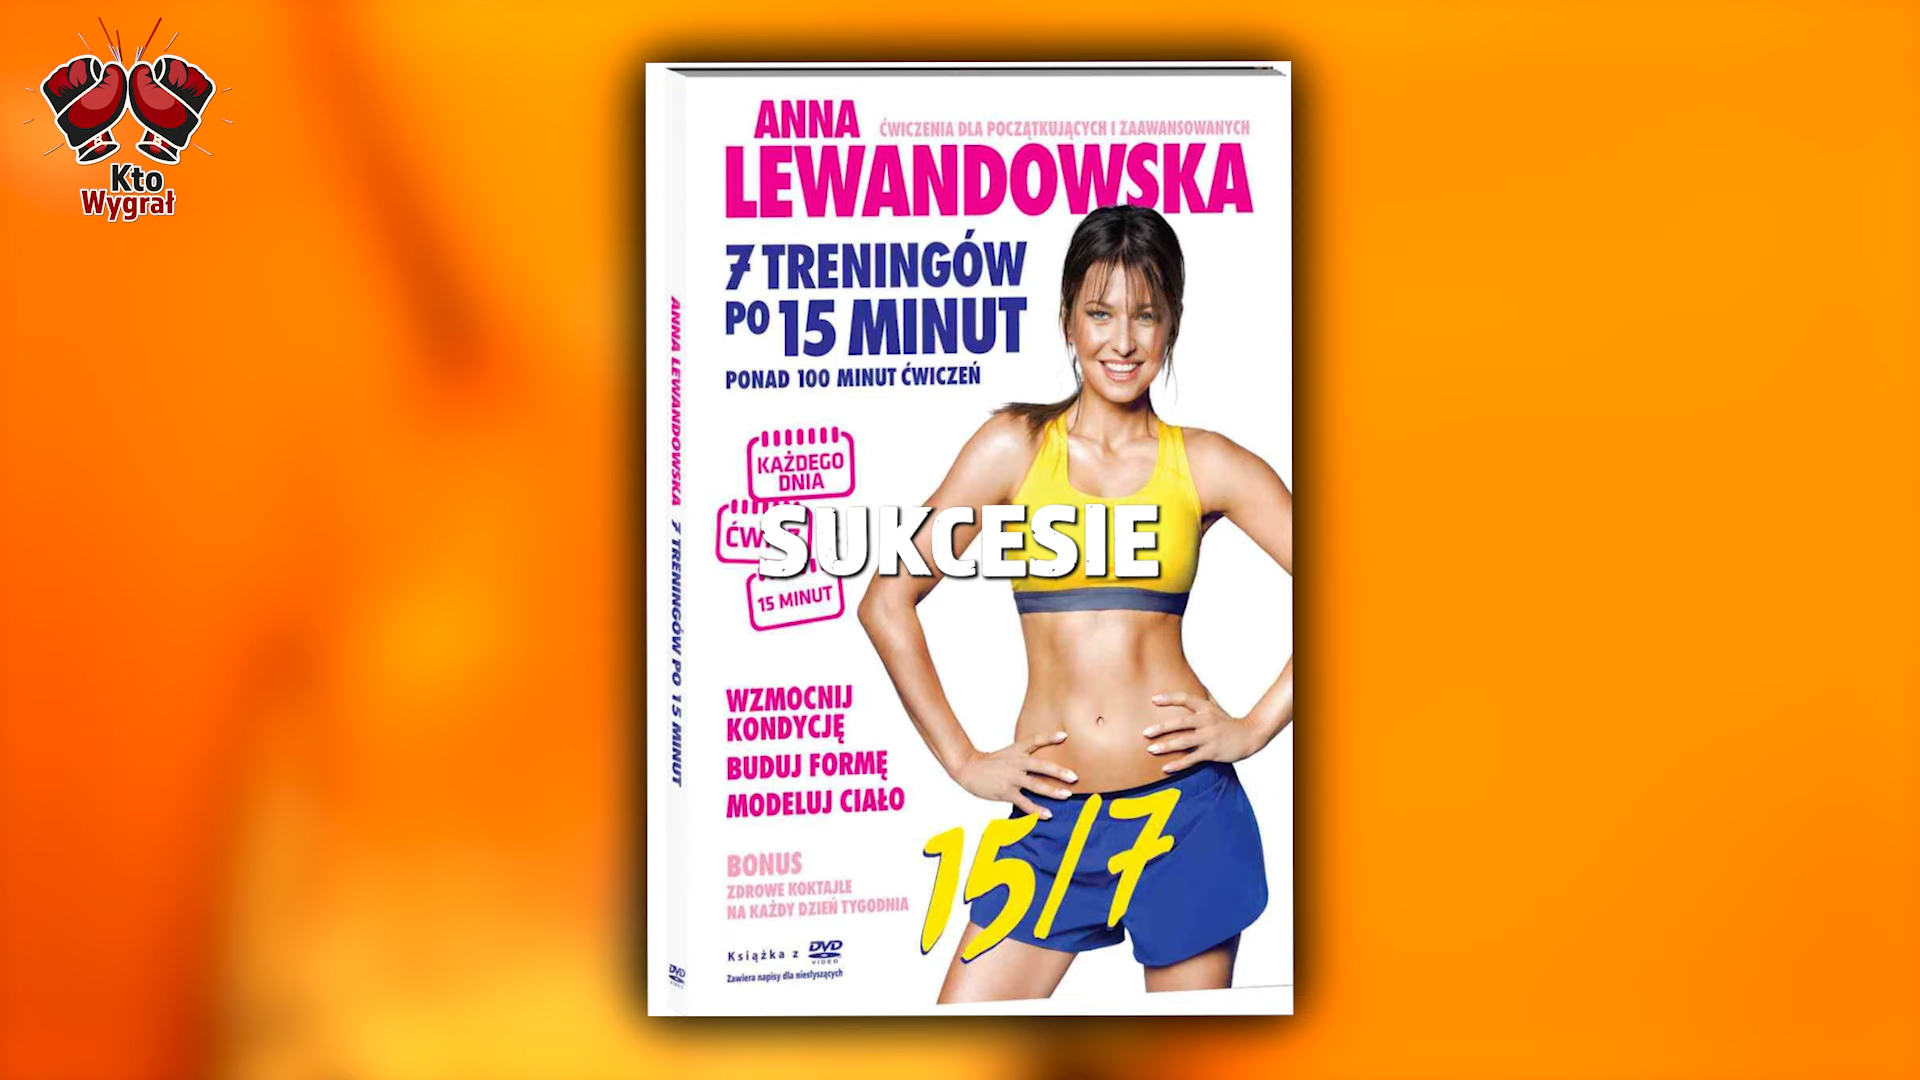 Kto
Wygrał
ANNA
ĆWICZENIA DLA POCZĄTKUJĄCYCH I ZAAWANSOWANYCH
LEWANDOWSKA
7 TRENINGÓW
PO 15 MINUT
PONAD 100 MINUT ĆWICZEŃ
KAŻDEGO
DNIA
SUKCESIE
15 MINUT
WZMOCNIJ
KONDYCJĘ
BUDUJ FORMĘ
MODELUJ CIAŁO
15/7
BONUS
ZDROWE KOKTAJLE
NA KAŻDY DZIEŃ TYGODNIA
Książka z DVD
VIDEO
Zawiera napisy dla niesłyszących
ANNA LEWANDOWSKA 7 TRENINGÓW PO 15 MINUT
DVD